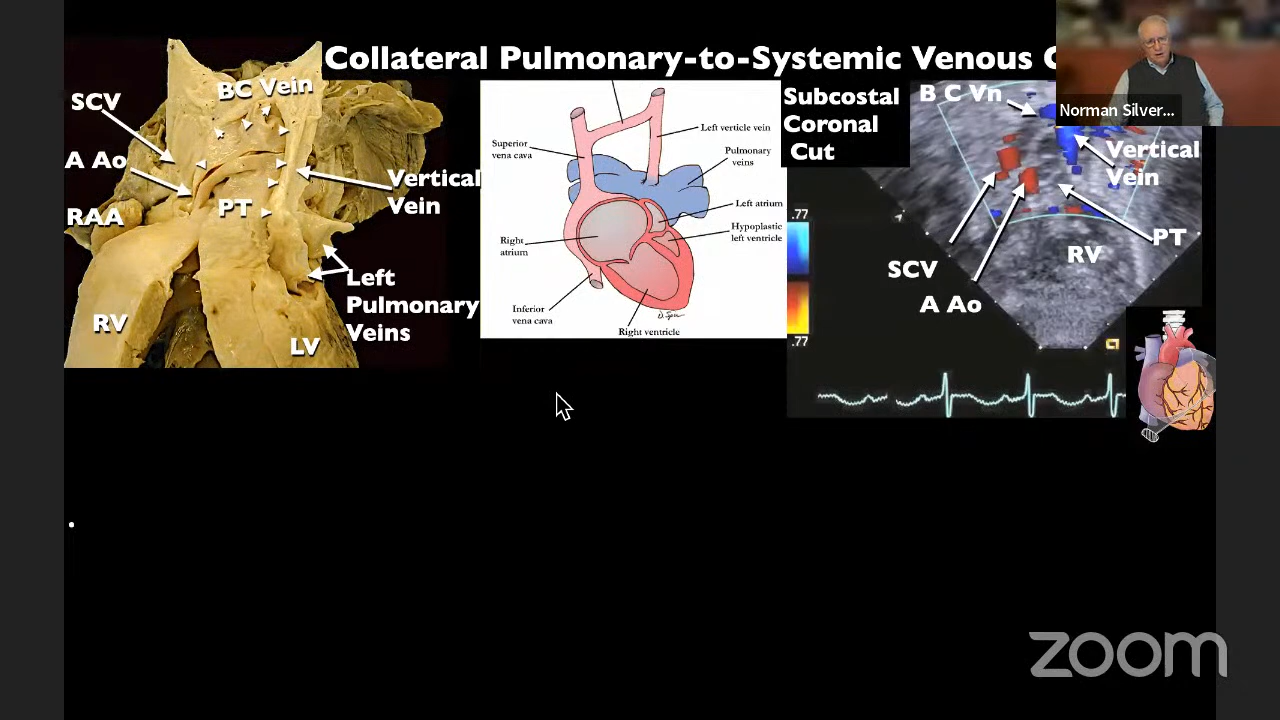 Collateral Pulmonary-to-Systemic Venous C
Norman Silver...
BC Vein
SCV
A Ao
RAA
PT
Vertical
Vein
Left
Pulmonary
Veins
RV
LV
Superior
vena cava
Left verticle vein
Pulmonary
veins
Left atrium
Hypoplastic
left ventricle
Right
atrium
Inferior
vena cava
Right ventricle
Subcostal
Coronal
Cut
B C Vn
Vertical
Vein
PT
RV
SCV
A Ao
.77
.77
zoom